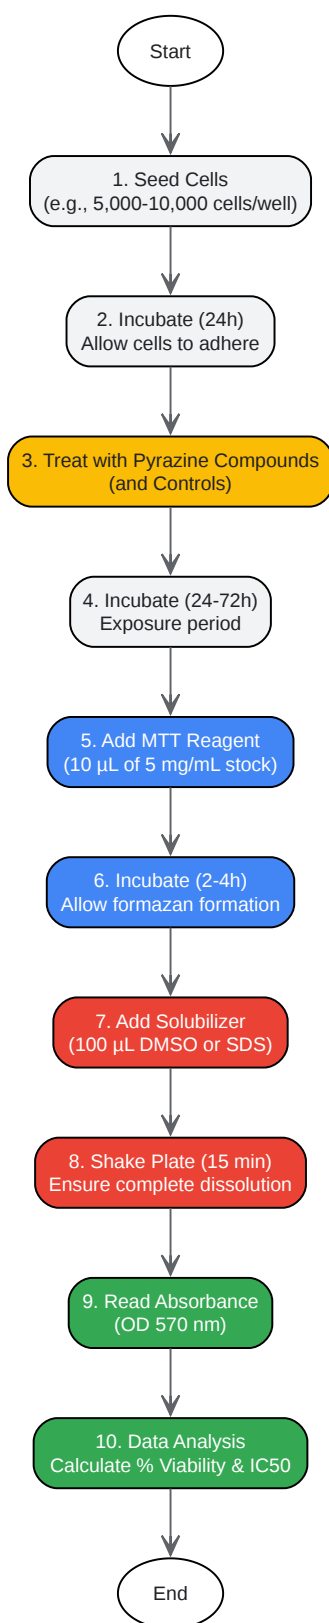 Start
1. Seed Cells
(e.g., 5,000-10,000 cells/well)
2. Incubate (24h)
Allow cells to adhere
3. Treat with Pyrazine Compounds
(and Controls)
4. Incubate (24-72h)
Exposure period
5. Add MTT Reagent
(10 µL of 5 mg/mL stock)
6. Incubate (2-4h)
Allow formazan formation
7. Add Solubilizer
(100 µL DMSO or SDS)
8. Shake Plate (15 min)
Ensure complete dissolution
9. Read Absorbance
(OD 570 nm)
10. Data Analysis
Calculate % Viability & IC50
End